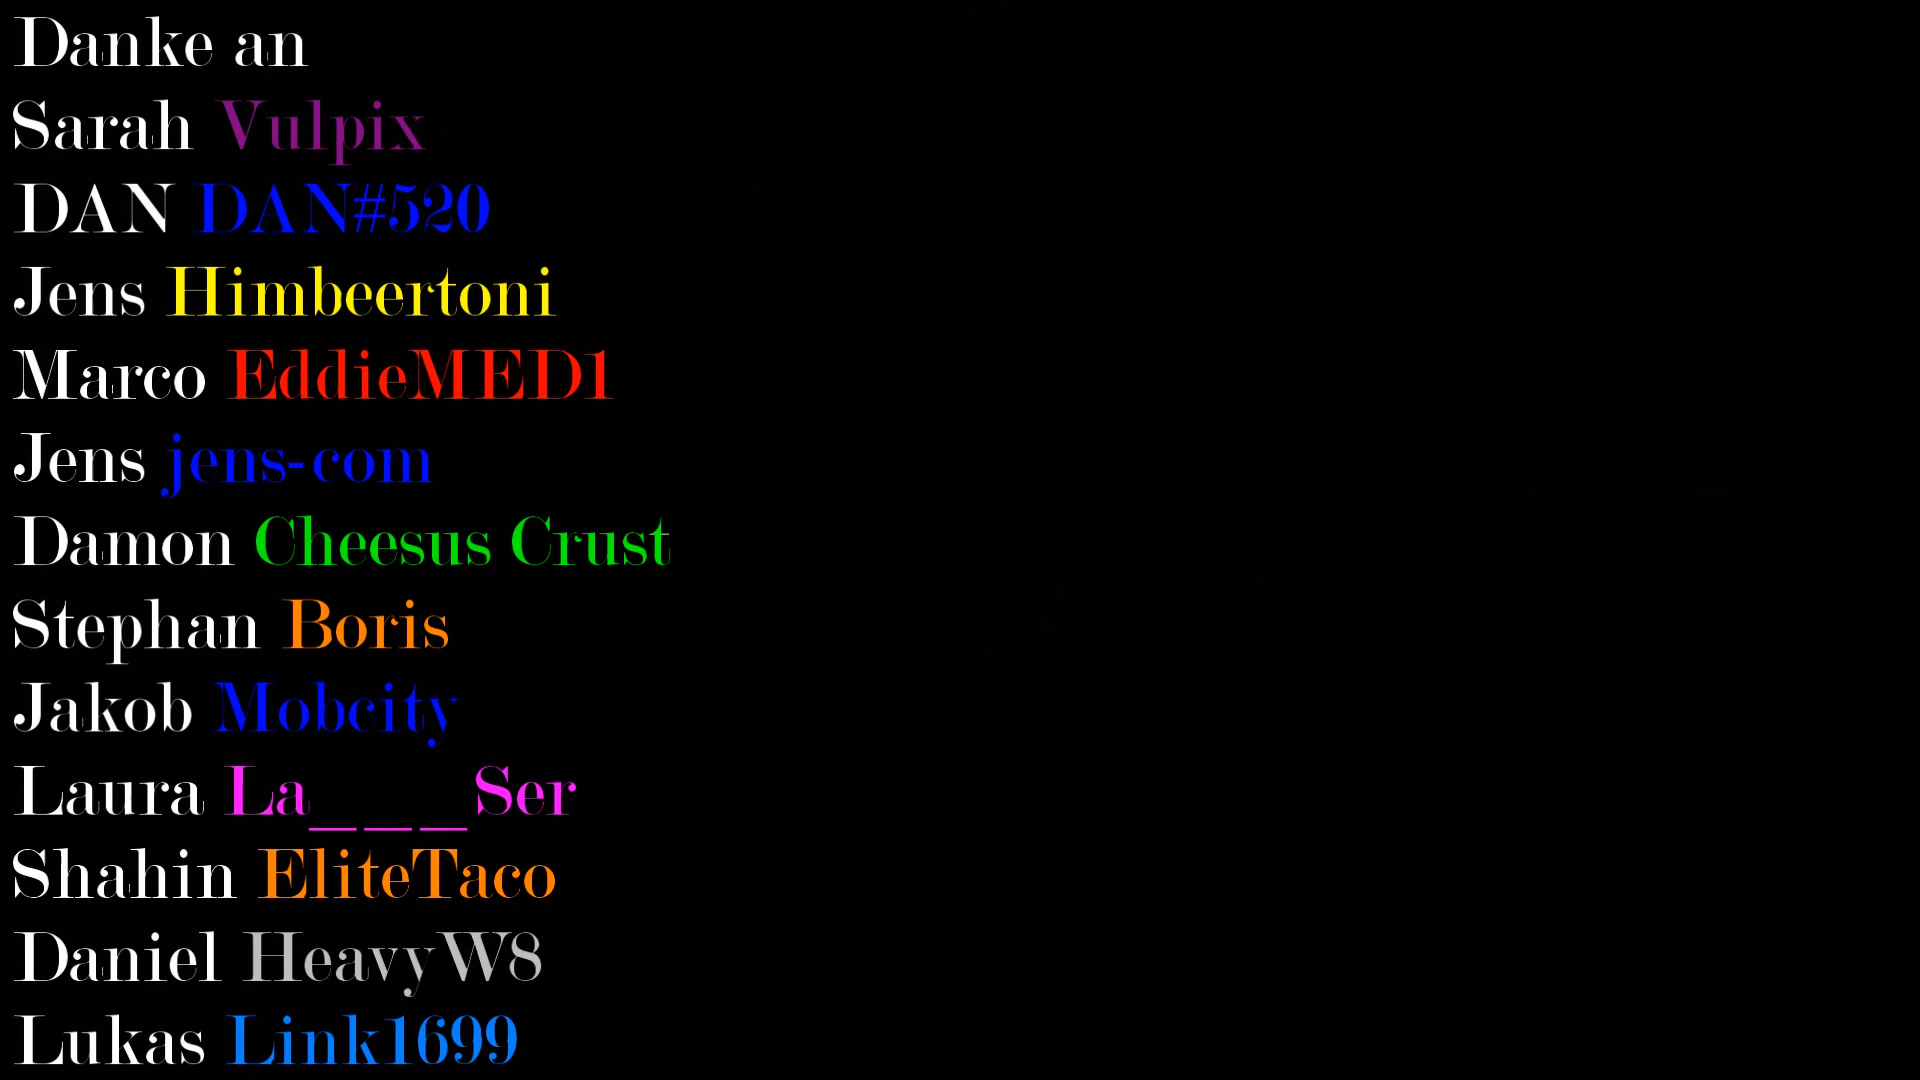 Danke an
Sarah Vulpix
DAN DAN#520
Jens Himbeertoni
Marco EddieMED1
Jens jens-com
Damon Cheesus Crust
Stephan Boris
Jakob Mobcity
Laura La___Ser
Shahin EliteTaco
Daniel HeavyW8
Lukas Link1699